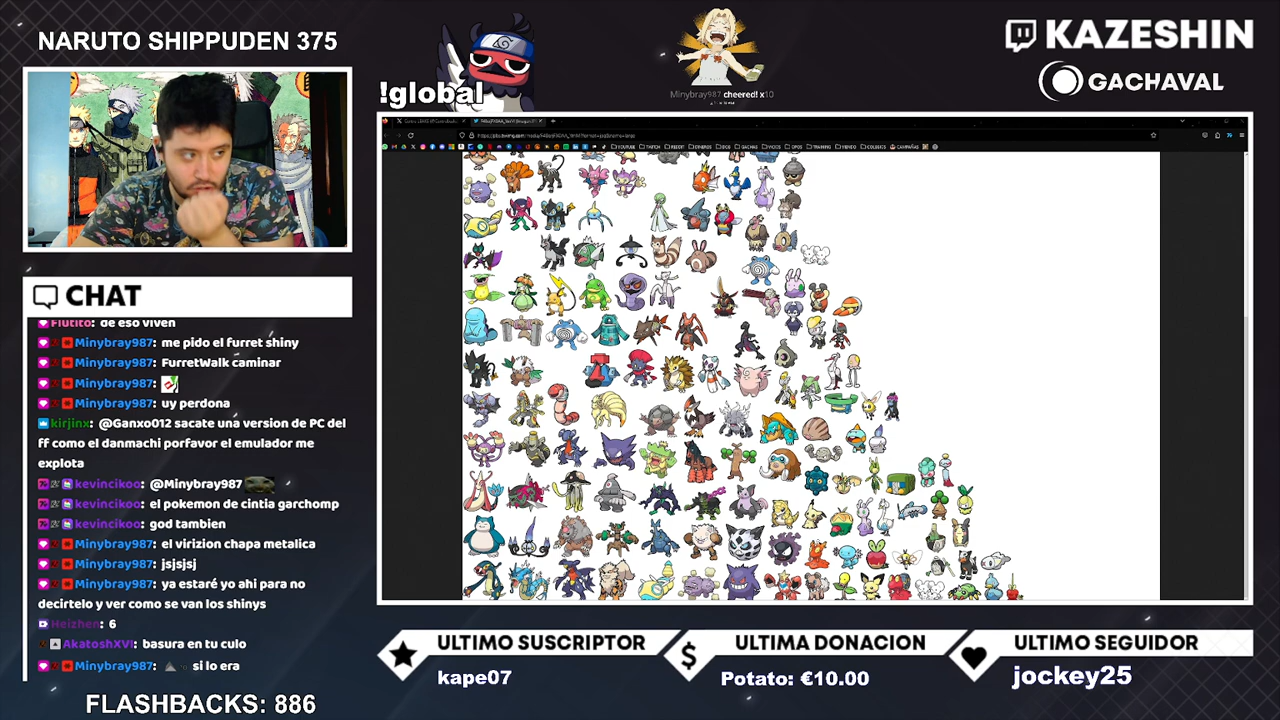 NARUTO SHIPPUDEN 375
!global
Minybray987 cheered! x10
KAZESHIN
GACHAVAL
CHAT
Flutito: de eso viven
Minybray987: me pido el furret shiny
Minybray987: FurretWalk caminar
Minybray987:
Minybray987: uy perdona
kirjinx: @Ganxo012 sacate una version de PC del
ff como el danmachi porfavor el emulador me
explota
kevincikoo: @Minybray987
kevincikoo: el pokemon de cintia garchomp
kevincikoo: god tambien
Minybray987: el virizion chapa metalica
Minybray987: jsjsjsj
Minybray987: ya estaré yo ahi para no
decirtelo y ver como se van los shinys
Heizhen: 6
AkatoshXVI: basura en tu culo
Minybray987: si lo era
FLASHBACKS: 886
ULTIMO SUSCRIPTOR
kape07
ULTIMA DONACION
Potato: €10.00
ULTIMO SEGUIDOR
jockey25